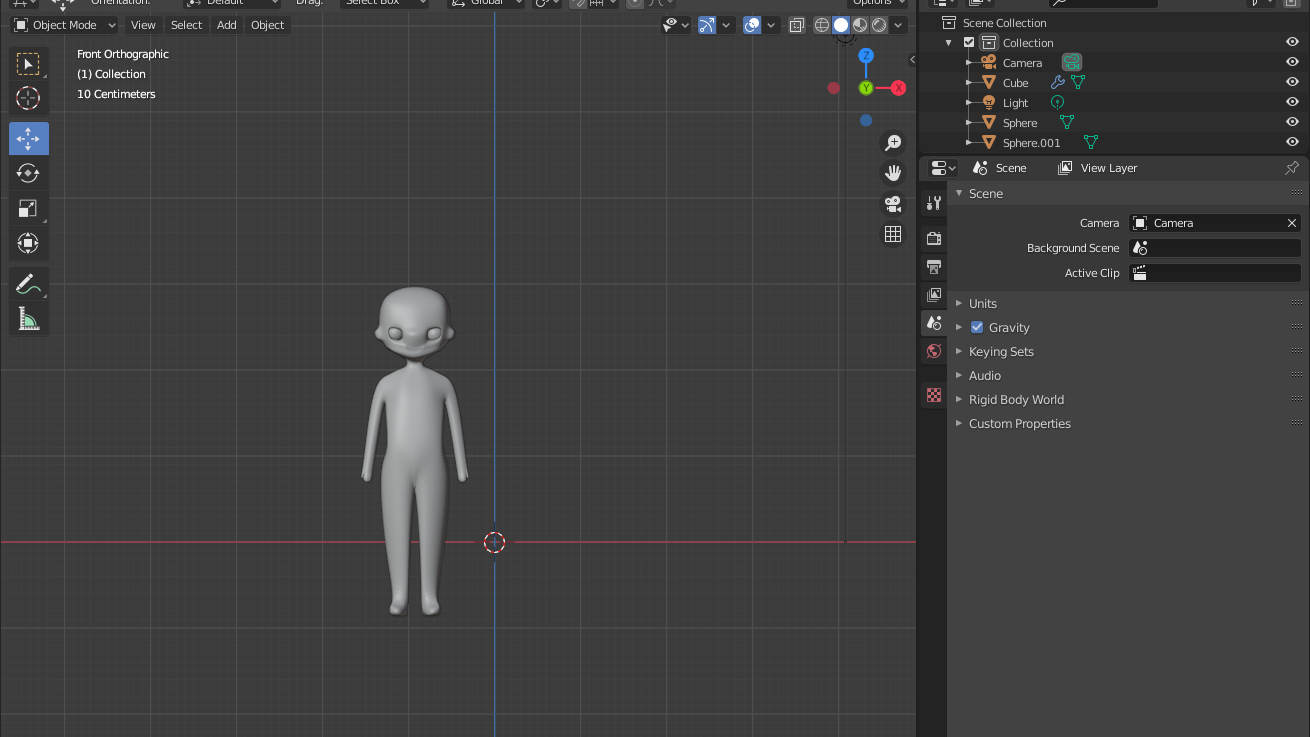 Orientation: Default Drag: Select Box Global Options
Object Mode View Select Add Object
Front Orthographic
(1) Collection
10 Centimeters
Z
Y
X
Scene Collection
Collection
Camera
Cube
Light
Sphere
Sphere.001
Scene View Layer
Scene
Camera Camera
Background Scene
Active Clip
Units
Gravity
Keying Sets
Audio
Rigid Body World
Custom Properties